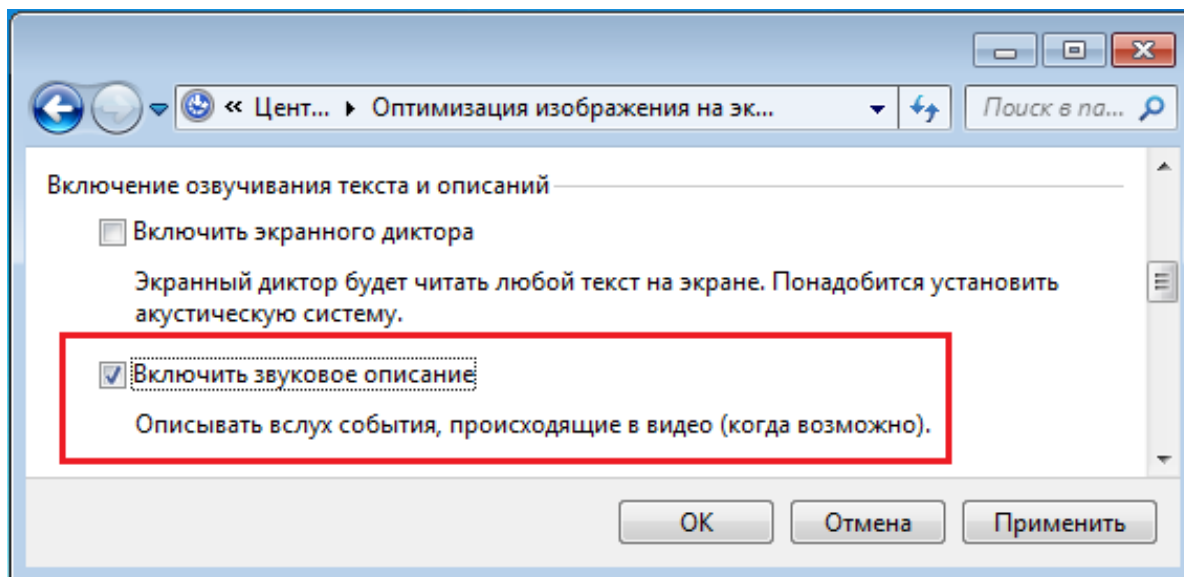 « Цент... ▸ Оптимизация изображения на эк...
Поиск в па...
Включение озвучивания текста и описаний
Включить экранного диктора
Экранный диктор будет читать любой текст на экране. Понадобится установить
акустическую систему.
Включить звуковое описание
Описывать вслух события, происходящие в видео (когда возможно).
ОК
Отмена
Применить